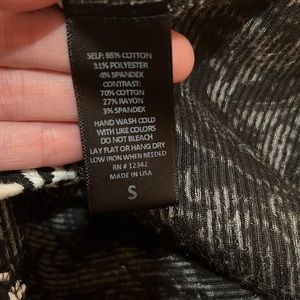 SELF: 65% COTTON
31% POLYESTER
4% SPANDEX
CONTRAST:
70% COTTON
27% RAYON
3% SPANDEX
HAND WASH COLD
WITH LIKE COLORS
DO NOT BLEACH
LAY FLAT OR HANG DRY
LOW IRON WHEN NEEDED
RN # 12342
MADE IN USA
S